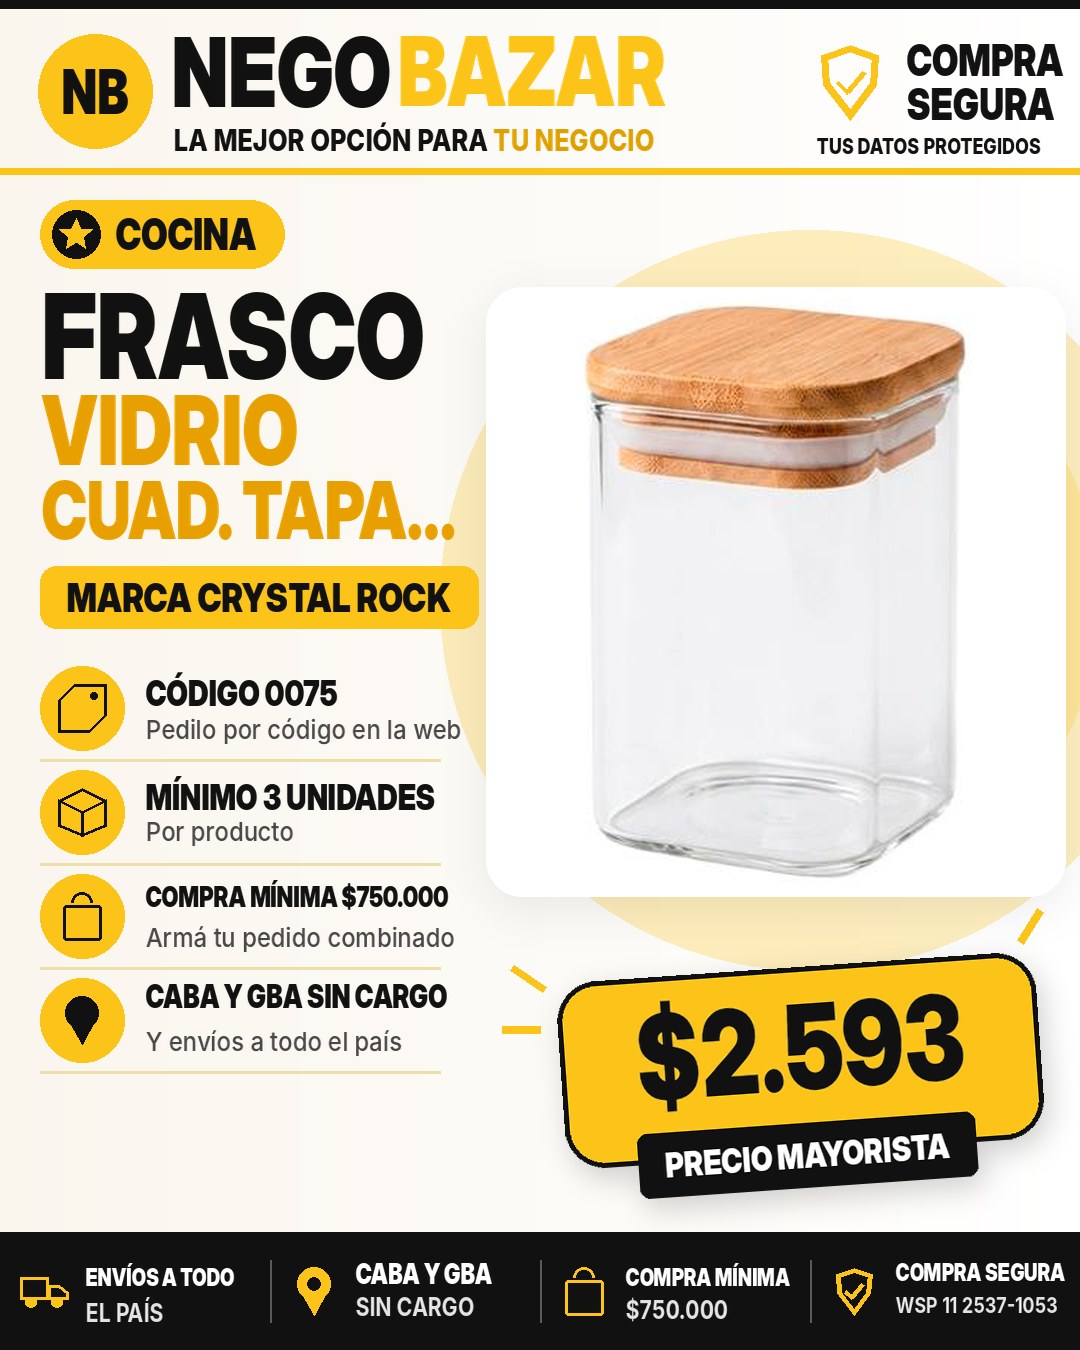 NB
NEGOBAZAR
LA MEJOR OPCIÓN PARA TU NEGOCIO
COMPRA
SEGURA
TUS DATOS PROTEGIDOS
COCINA
FRASCO
VIDRIO
CUAD. TAPA...
MARCA CRYSTAL ROCK
CÓDIGO 0075
Pedilo por código en la web
MÍNIMO 3 UNIDADES
Por producto
COMPRA MÍNIMA $750.000
Armá tu pedido combinado
CABA Y GBA SIN CARGO
Y envíos a todo el país
$2.593
PRECIO MAYORISTA
ENVÍOS A TODO
EL PAÍS
CABA Y GBA
SIN CARGO
COMPRA MÍNIMA
$750.000
COMPRA SEGURA
WSP 11 2537-1053